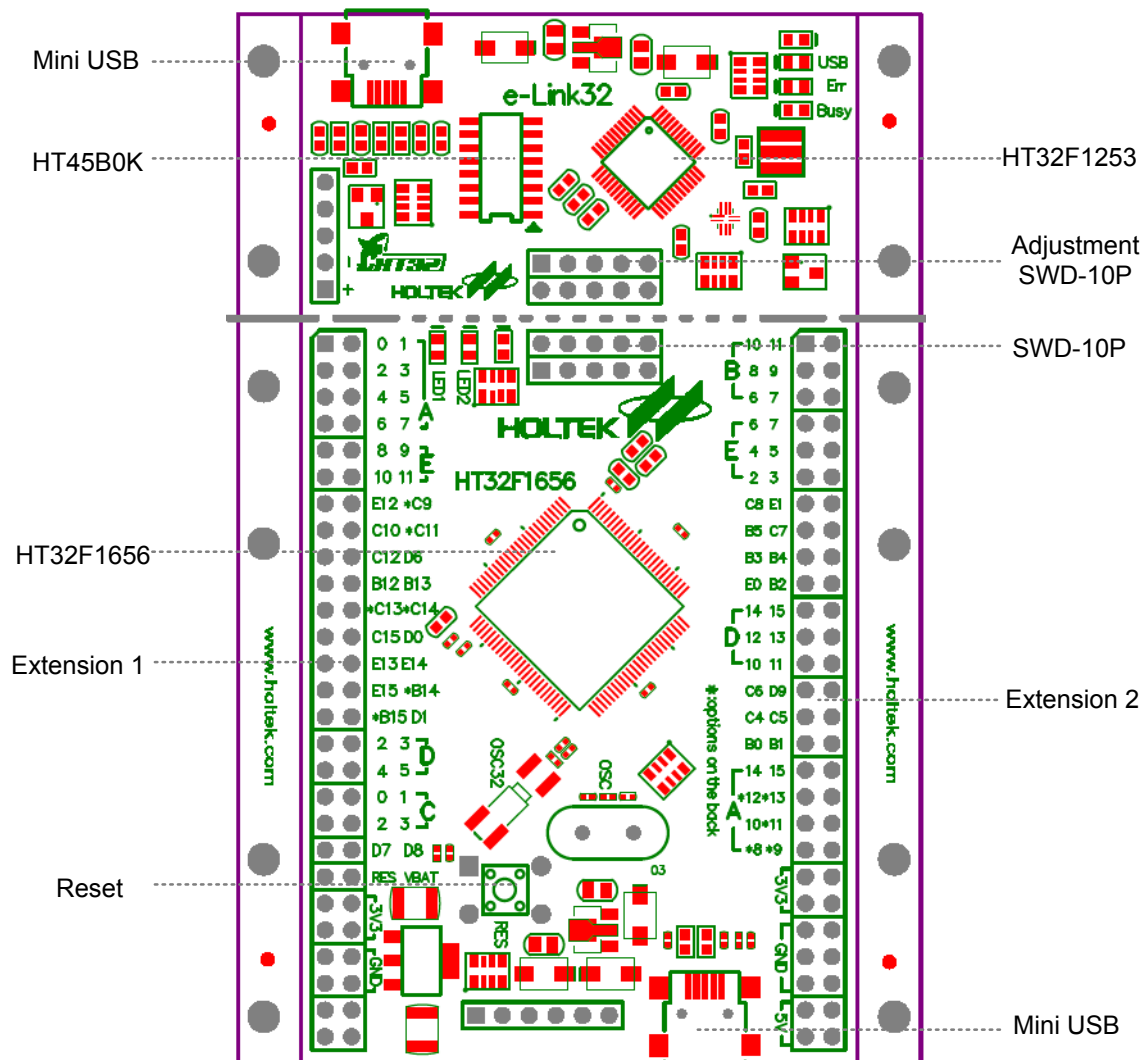 Mini USB
USB
Err
Busy
e-Link32
HT45B0K
HT32F1253
Adjustment
SWD-10P
HT32
HOLTEK
- +
SWD-10P
0 1
2 3
4 5
6 7
A
LED1
LED2
10 11
8 9
6 7
B
HOLTEK
8 9
10 11
E
6 7
4 5
2 3
E
HT32F1656
E12 *C9
C10 *C11
C12 D6
B12 B13
*C13*C14
C15 D0
E13 E14
E15 *B14
*B15 D1
C8 E1
B5 C7
B3 B4
E0 B2
HT32F1656
14 15
12 13
10 11
D
Extension 1
Extension 2
www.holtek.com
www.holtek.com
C6 D9
C4 C5
B0 B1
*:options on the back
2 3
4 5
D
OSC32
OSC
14 15
*12*13
10*11
*8 *9
A
0 1
2 3
C
D7 D8
03
RES VBAT
Reset
RES
3V3
GND
3V3
GND
5V
Mini USB